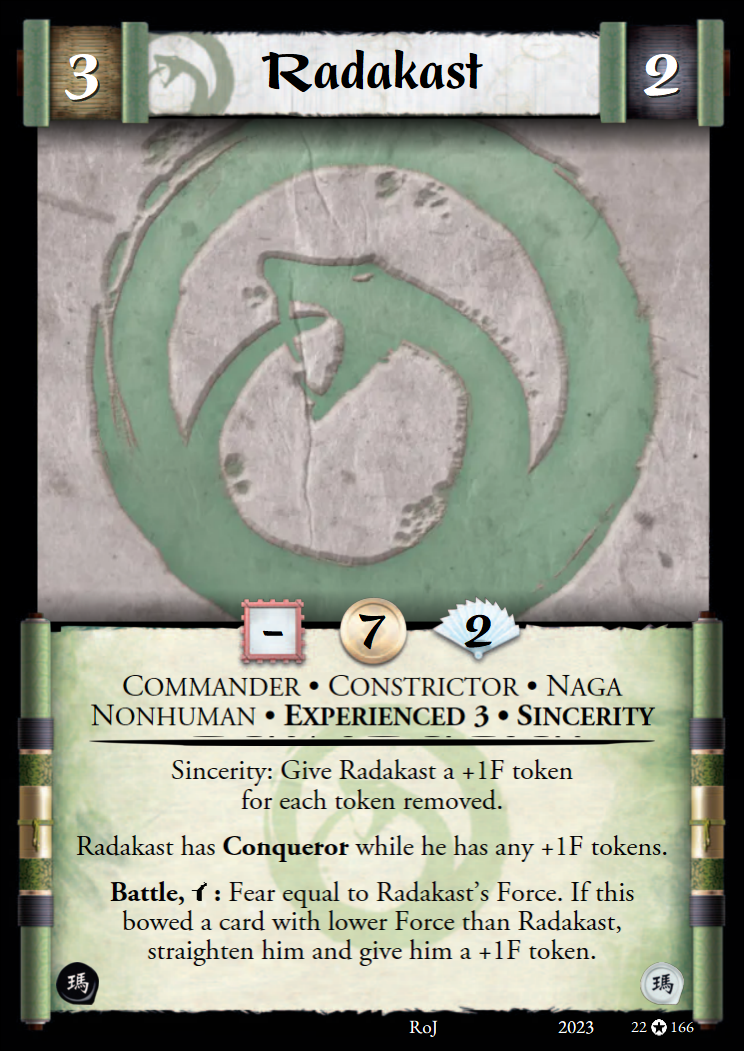 3
Radakast
2
-
7
2
COMMANDER • CONSTRICTOR • NAGA
NONHUMAN • EXPERIENCED 3 • SINCERITY
Sincerity: Give Radakast a +1F token
for each token removed.
Radakast has Conqueror while he has any +1F tokens.
Battle, : Fear equal to Radakast's Force. If this
bowed a card with lower Force than Radakast,
straighten him and give him a +1F token.
瑪
瑪
RoJ
2023
22 ✪ 166